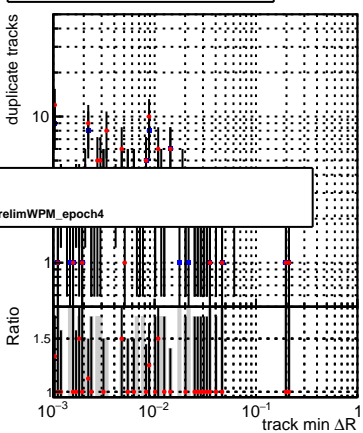 duplicate tracks
10
relimWPM_epoch4
1
Ratio
1.5
1
10⁻³ 10⁻² 10⁻¹ 1
track min ΔR